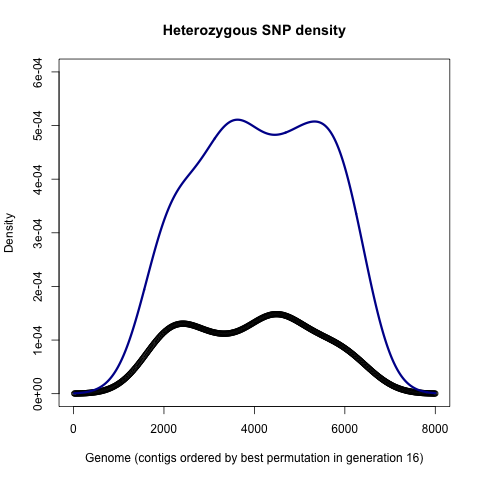 Heterozygous SNP density
Density
6e-04
5e-04
4e-04
3e-04
2e-04
1e-04
0e+00
0 2000 4000 6000 8000
Genome (contigs ordered by best permutation in generation 16)